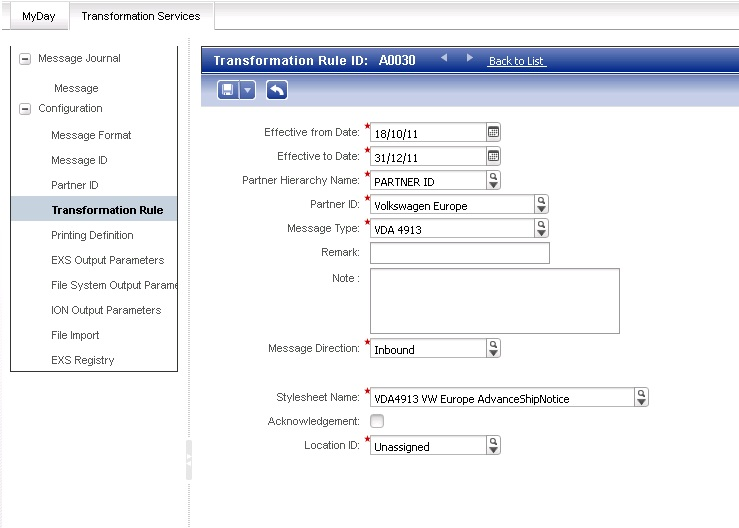 MyDay
Transformation Services
Message Journal
Message
Configuration
Message Format
Message ID
Partner ID
Transformation Rule
Printing Definition
EXS Output Parameters
File System Output Parame
ION Output Parameters
File Import
EXS Registry
Transformation Rule ID: A0030 Back to List
Effective from Date: * 18/10/11
Effective to Date: * 31/12/11
Partner Hierarchy Name: * PARTNER ID
Partner ID: * Volkswagen Europe
Message Type: * VDA 4913
Remark:
Note :
Message Direction: * Inbound
Stylesheet Name: * VDA4913 VW Europe AdvanceShipNotice
Acknowledgement:
Location ID: * Unassigned